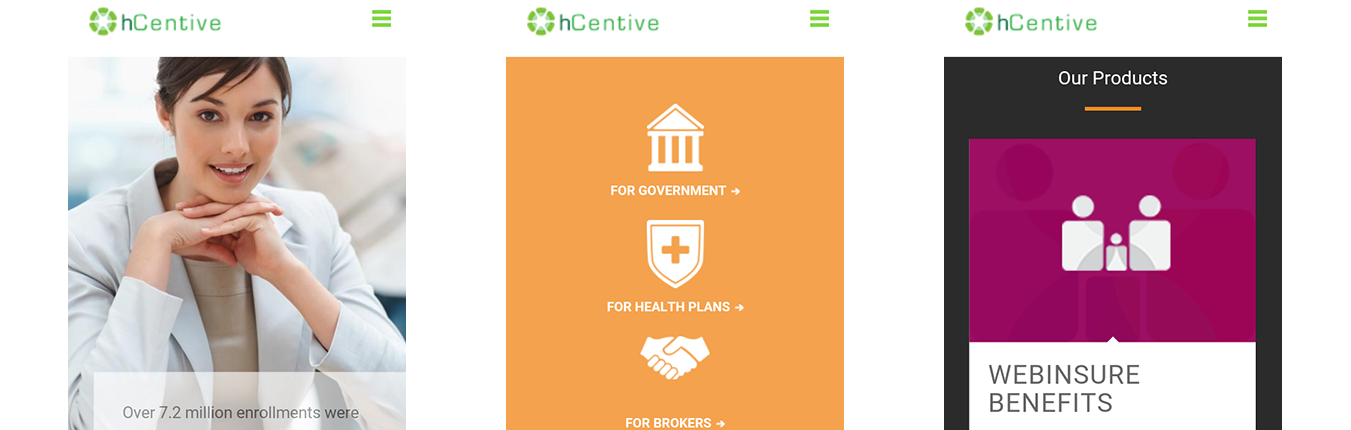 hCentive
Over 7.2 million enrollments were
hCentive
FOR GOVERNMENT →
FOR HEALTH PLANS →
FOR BROKERS →
hCentive
Our Products
WEBINSURE
BENEFITS